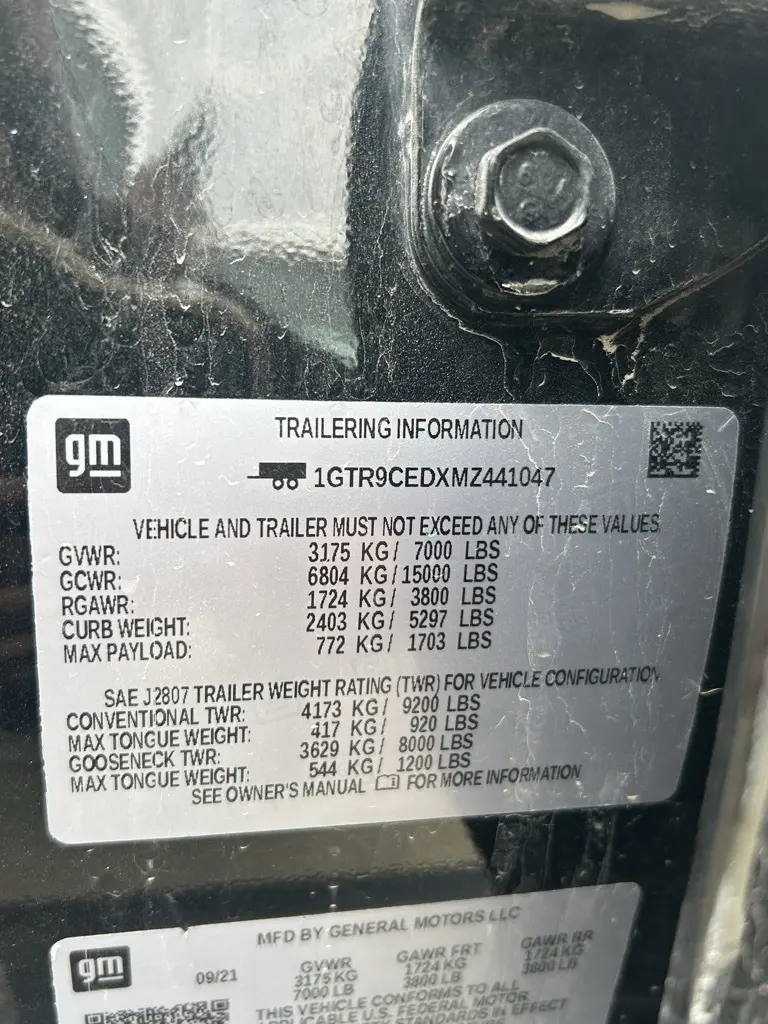 gm
TRAILERING INFORMATION
1GTR9CEDXMZ441047
VEHICLE AND TRAILER MUST NOT EXCEED ANY OF THESE VALUES
GVWR: 3175 KG/ 7000 LBS
GCWR: 6804 KG/15000 LBS
RGAWR: 1724 KG/ 3800 LBS
CURB WEIGHT: 2403 KG/ 5297 LBS
MAX PAYLOAD: 772 KG/ 1703 LBS
SAE J2807 TRAILER WEIGHT RATING (TWR) FOR VEHICLE CONFIGURATION
CONVENTIONAL TWR: 4173 KG/ 9200 LBS
MAX TONGUE WEIGHT: 417 KG/ 920 LBS
GOOSENECK TWR: 3629 KG/ 8000 LBS
MAX TONGUE WEIGHT: 544 KG/ 1200 LBS
SEE OWNER'S MANUAL FOR MORE INFORMATION
gm
MFD BY GENERAL MOTORS LLC
09/21 GVWR GAWR FRT GAWR RR
3175 KG 1724 KG 1724 KG
7000 LB 3800 LB 3800 LB
THIS VEHICLE CONFORMS TO ALL
APPLICABLE U.S. FEDERAL MOTOR
STANDARDS IN EFFECT